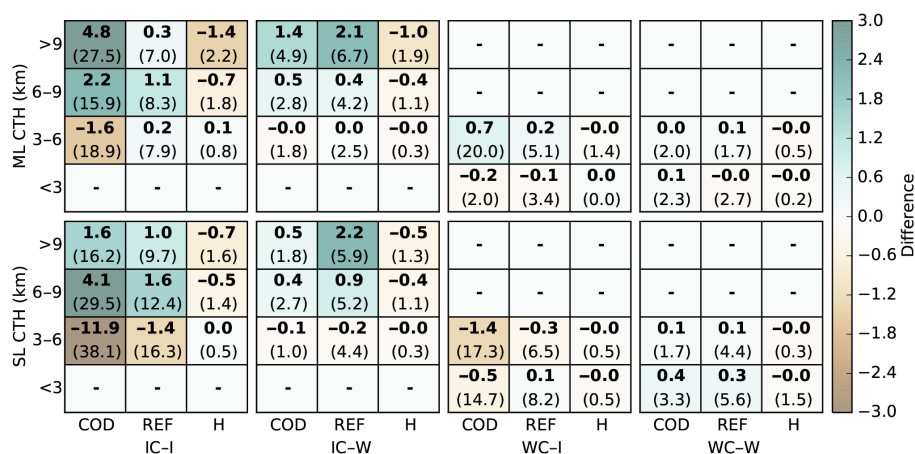 4.8 0.3 −1.4 1.4 2.1 −1.0 3.0
>9 - - - - - -
(27.5) (7.0) (2.2) (4.9) (6.7) (1.9)
2.4
2.2 1.1 −0.7 0.5 0.4 −0.4
6–9 - - - - - -
(15.9) (8.3) (1.8) (2.8) (4.2) (1.1)
1.8
ML CTH (km)
−1.6 0.2 0.1 −0.0 0.0 −0.0 0.7 0.2 −0.0 0.0 0.1 −0.0
3–6
(18.9) (7.9) (0.8) (1.8) (2.5) (0.3) (20.0) (5.1) (1.4) (2.0) (1.7) (0.5)
1.2
−0.2 −0.1 0.0 0.1 −0.0 −0.0
<3 - - - - - -
(2.0) (3.4) (0.0) (2.3) (2.7) (0.2)
0.6
0.0
Difference
1.6 1.0 −0.7 0.5 2.2 −0.5
>9 - - - - - -
(16.2) (9.7) (1.6) (1.8) (5.9) (1.3)
−0.6
4.1 1.6 −0.5 0.4 0.9 −0.4
6–9 - - - - - -
(29.5) (12.4) (1.4) (2.7) (5.2) (1.1)
−1.2
SL CTH (km)
−11.9 −1.4 0.0 −0.1 −0.2 −0.0 −1.4 −0.3 −0.0 0.1 0.1 −0.0
3–6
(38.1) (16.3) (0.5) (1.0) (4.4) (0.3) (17.3) (6.5) (0.5) (1.7) (4.4) (0.3)
−1.8
−0.5 0.1 −0.0 0.4 0.3 −0.0
−2.4
<3 - - - - - -
(14.7) (8.2) (0.5) (3.3) (5.6) (1.5)
−3.0
COD REF H COD REF H COD REF H COD REF H
IC–I IC–W WC–I WC–W